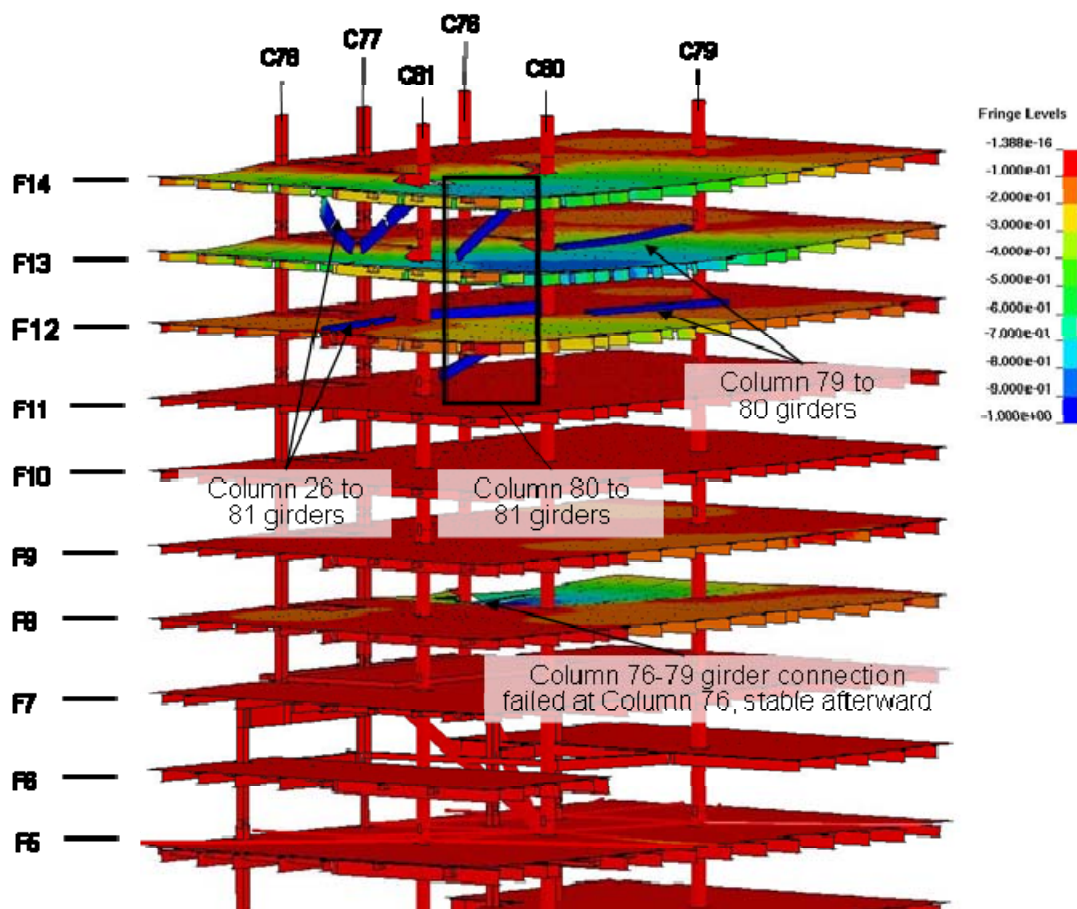 C76
C77
C78
C81
C80
C79
Fringe Levels
-1.388e-16
-1.000e-01
-2.000e-01
-3.000e-01
-4.000e-01
-5.000e-01
-6.000e-01
-7.000e-01
-8.000e-01
-9.000e-01
-1.000e+00
F14
F13
F12
F11
F10
F9
F8
F7
F6
F5
Column 79 to
80 girders
Column 26 to
81 girders
Column 80 to
81 girders
Column 76-79 girder connection
failed at Column 76, stable afterward